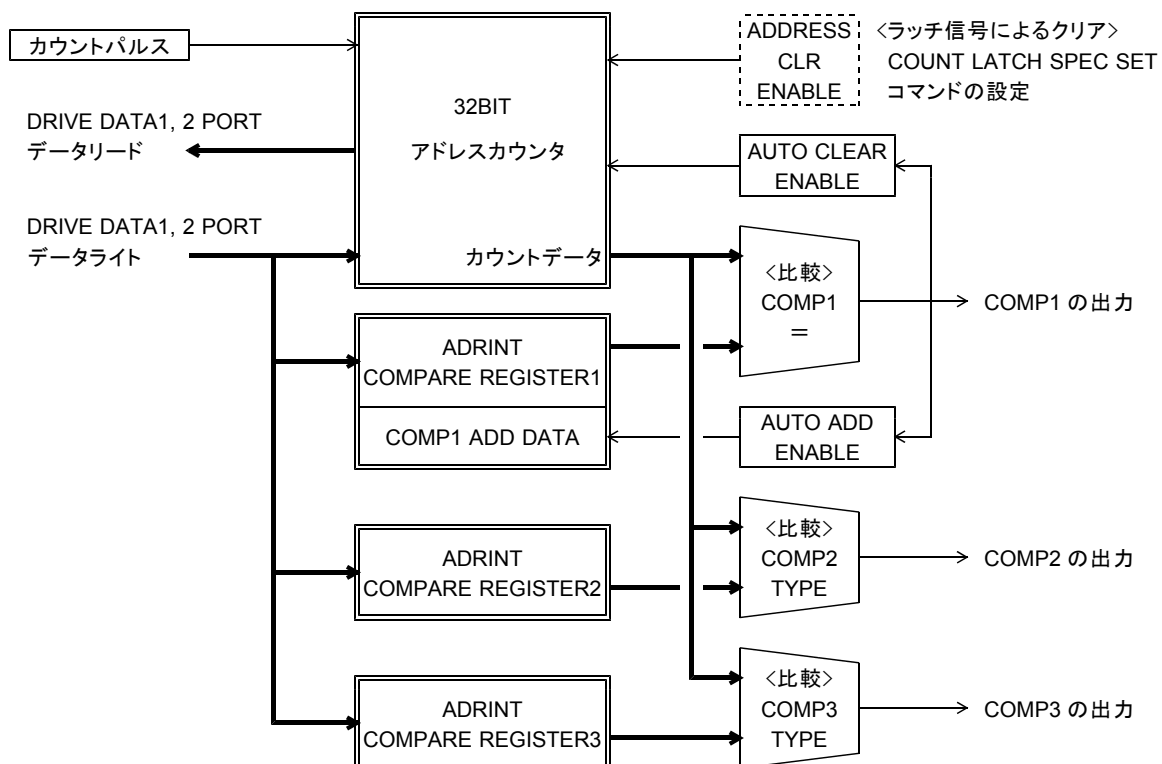 カウントパルス
DRIVE DATA1, 2 PORT
データリード
DRIVE DATA1, 2 PORT
データライト
32BIT
アドレスカウンタ
カウントデータ
ADDRESS
CLR
ENABLE
<ラッチ信号によるクリア>
COUNT LATCH SPEC SET
コマンドの設定
AUTO CLEAR
ENABLE
<比較>
COMP1
=
COMP1 の出力
ADRINT
COMPARE REGISTER1
COMP1 ADD DATA
AUTO ADD
ENABLE
ADRINT
COMPARE REGISTER2
<比較>
COMP2
TYPE
COMP2 の出力
ADRINT
COMPARE REGISTER3
<比較>
COMP3
TYPE
COMP3 の出力